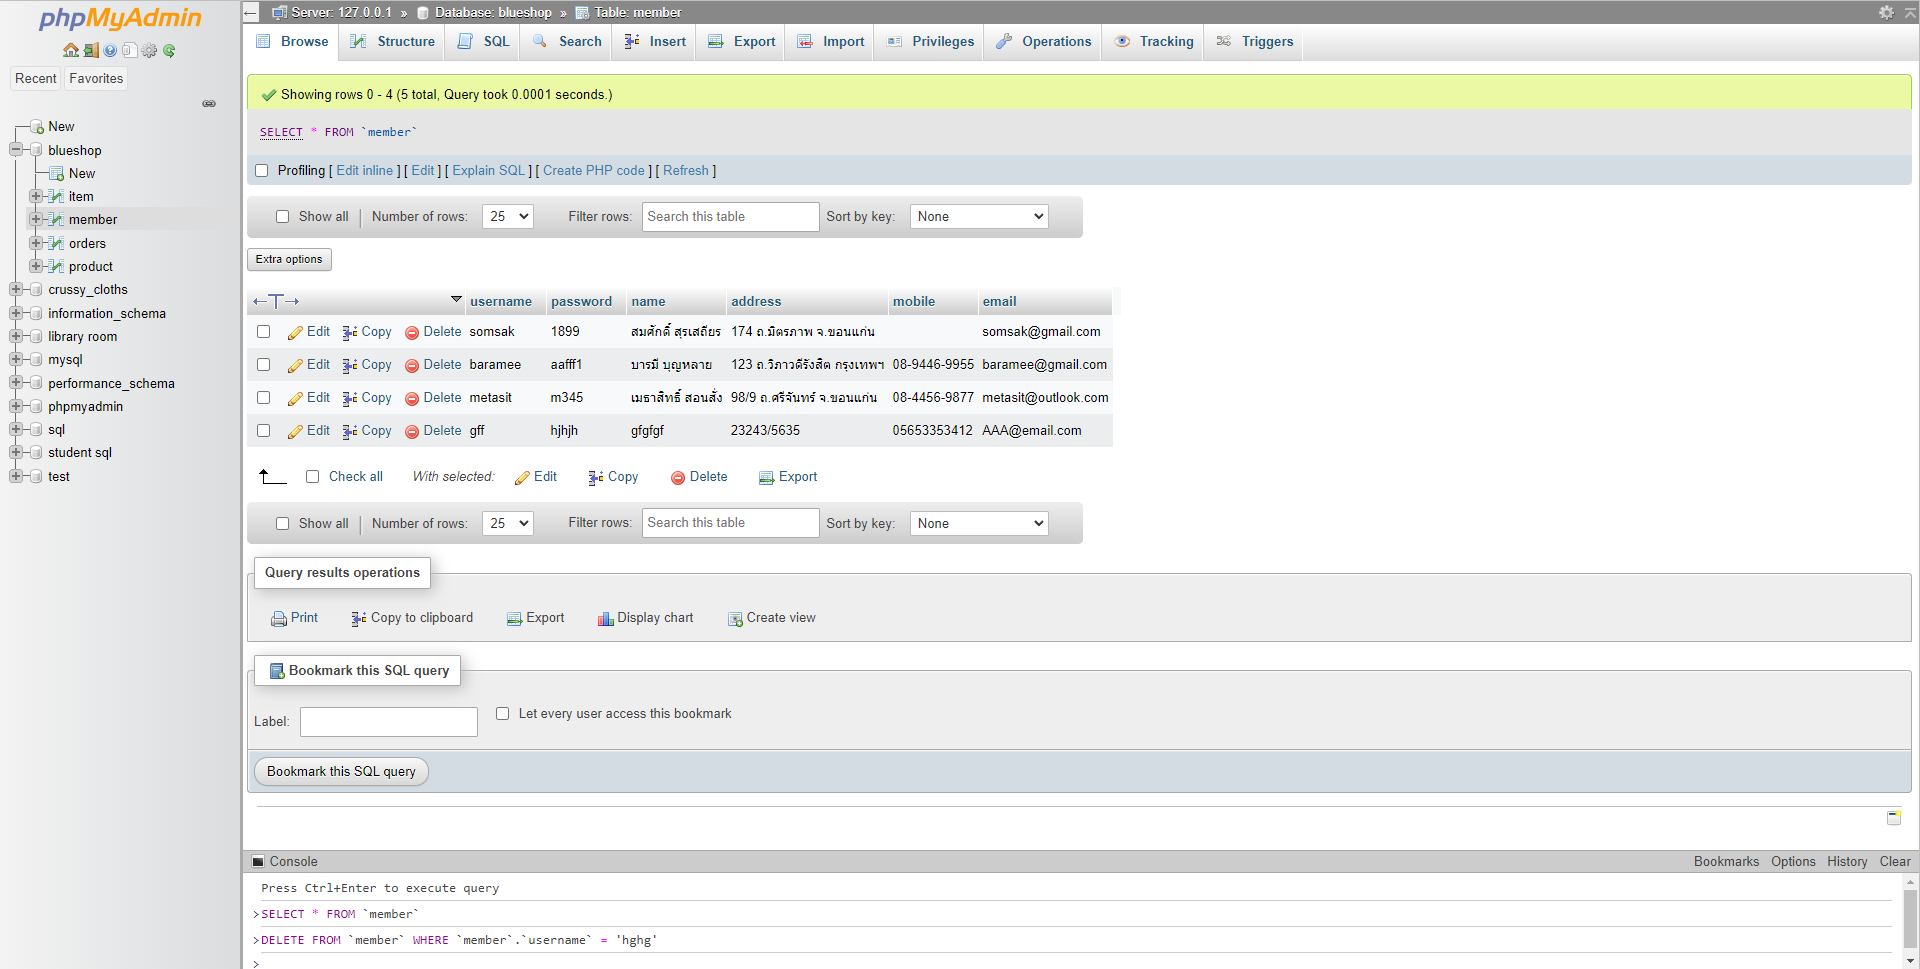 phpMyAdmin
Recent Favorites
New
blueshop
New
item
member
orders
product
crussy_cloths
information_schema
library room
mysql
performance_schema
phpmyadmin
sql
student sql
test
Server: 127.0.0.1 » Database: blueshop » Table: member
Browse Structure SQL Search Insert Export Import Privileges Operations Tracking Triggers
Showing rows 0 - 4 (5 total, Query took 0.0001 seconds.)
SELECT * FROM `member`
Profiling [ Edit inline ] [ Edit ] [ Explain SQL ] [ Create PHP code ] [ Refresh ]
Show all Number of rows: 25 Filter rows: Search this table Sort by key: None
Extra options
←T→ username password name address mobile email
Edit Copy Delete somsak 1899 สมศักดิ์ สุรเสถียร 174 ถ.มิตรภาพ จ.ขอนแก่น somsak@gmail.com
Edit Copy Delete baramee aafff1 บารมี บุญหลาย 123 ถ.วิภาวดีรังสิต กรุงเทพฯ 08-9446-9955 baramee@gmail.com
Edit Copy Delete metasit m345 เมธาสิทธิ์ สอนสั่ง 98/9 ถ.ศรีจันทร์ จ.ขอนแก่น 08-4456-9877 metasit@outlook.com
Edit Copy Delete gff hjhjh gfgfgf 23243/5635 05653353412 AAA@email.com
Check all With selected: Edit Copy Delete Export
Show all Number of rows: 25 Filter rows: Search this table Sort by key: None
Query results operations
Print Copy to clipboard Export Display chart Create view
Bookmark this SQL query
Label: Let every user access this bookmark
Bookmark this SQL query
Console Bookmarks Options History Clear
Press Ctrl+Enter to execute query
>SELECT * FROM `member`
>DELETE FROM `member` WHERE `member`.`username` = 'hghg'
>